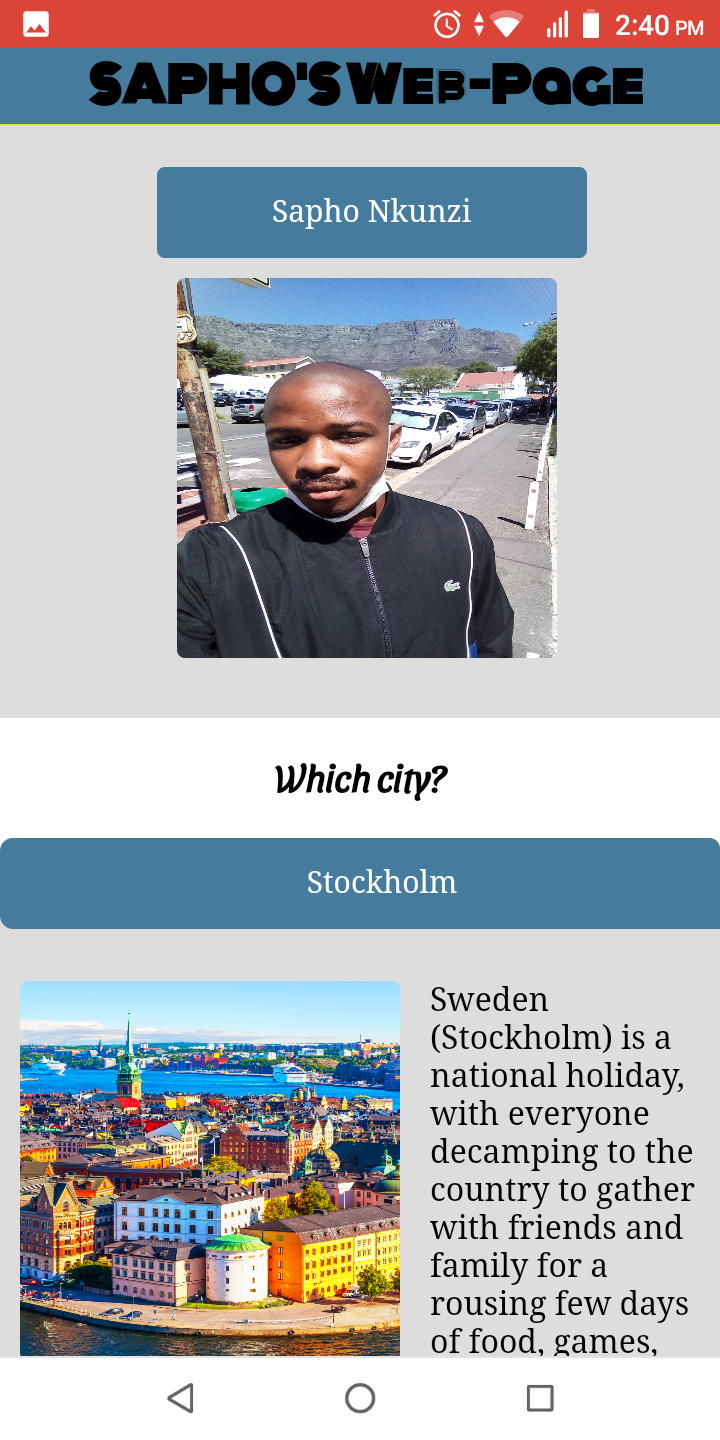 2:40 PM
SAPHO'S WEB-PAGE
Sapho Nkunzi
Which city?
Stockholm
Sweden
(Stockholm) is a
national holiday,
with everyone
decamping to the
country to gather
with friends and
family for a
rousing few days
of food, games,